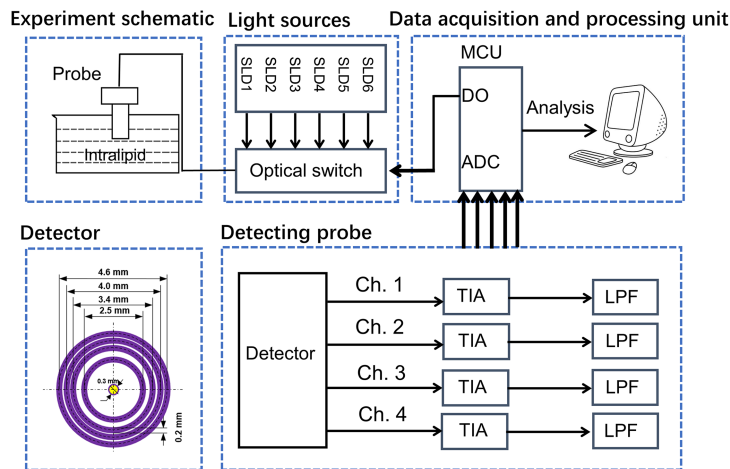 Experiment schematic
Light sources
Data acquisition and processing unit
Probe
Intralipid
SLD1
SLD2
SLD3
SLD4
SLD5
SLD6
Optical switch
MCU
DO
ADC
Analysis
Detector
4.6 mm
4.0 mm
3.4 mm
2.5 mm
0.3 mm
0.2 mm
Detecting probe
Detector
Ch. 1
TIA
LPF
Ch. 2
TIA
LPF
Ch. 3
TIA
LPF
Ch. 4
TIA
LPF